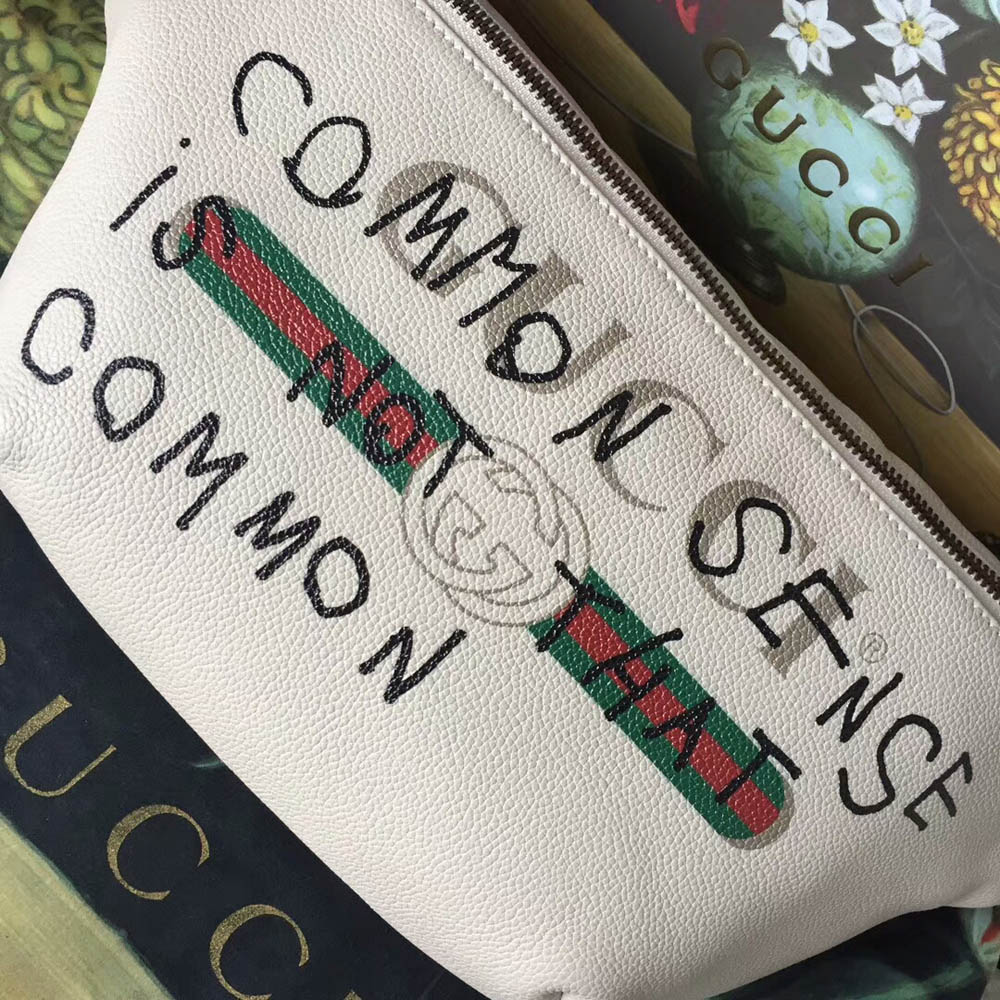 GUCCI
COMMON SENSE
is NOT THAT
COMMON
GUCCI
®
GUCCI